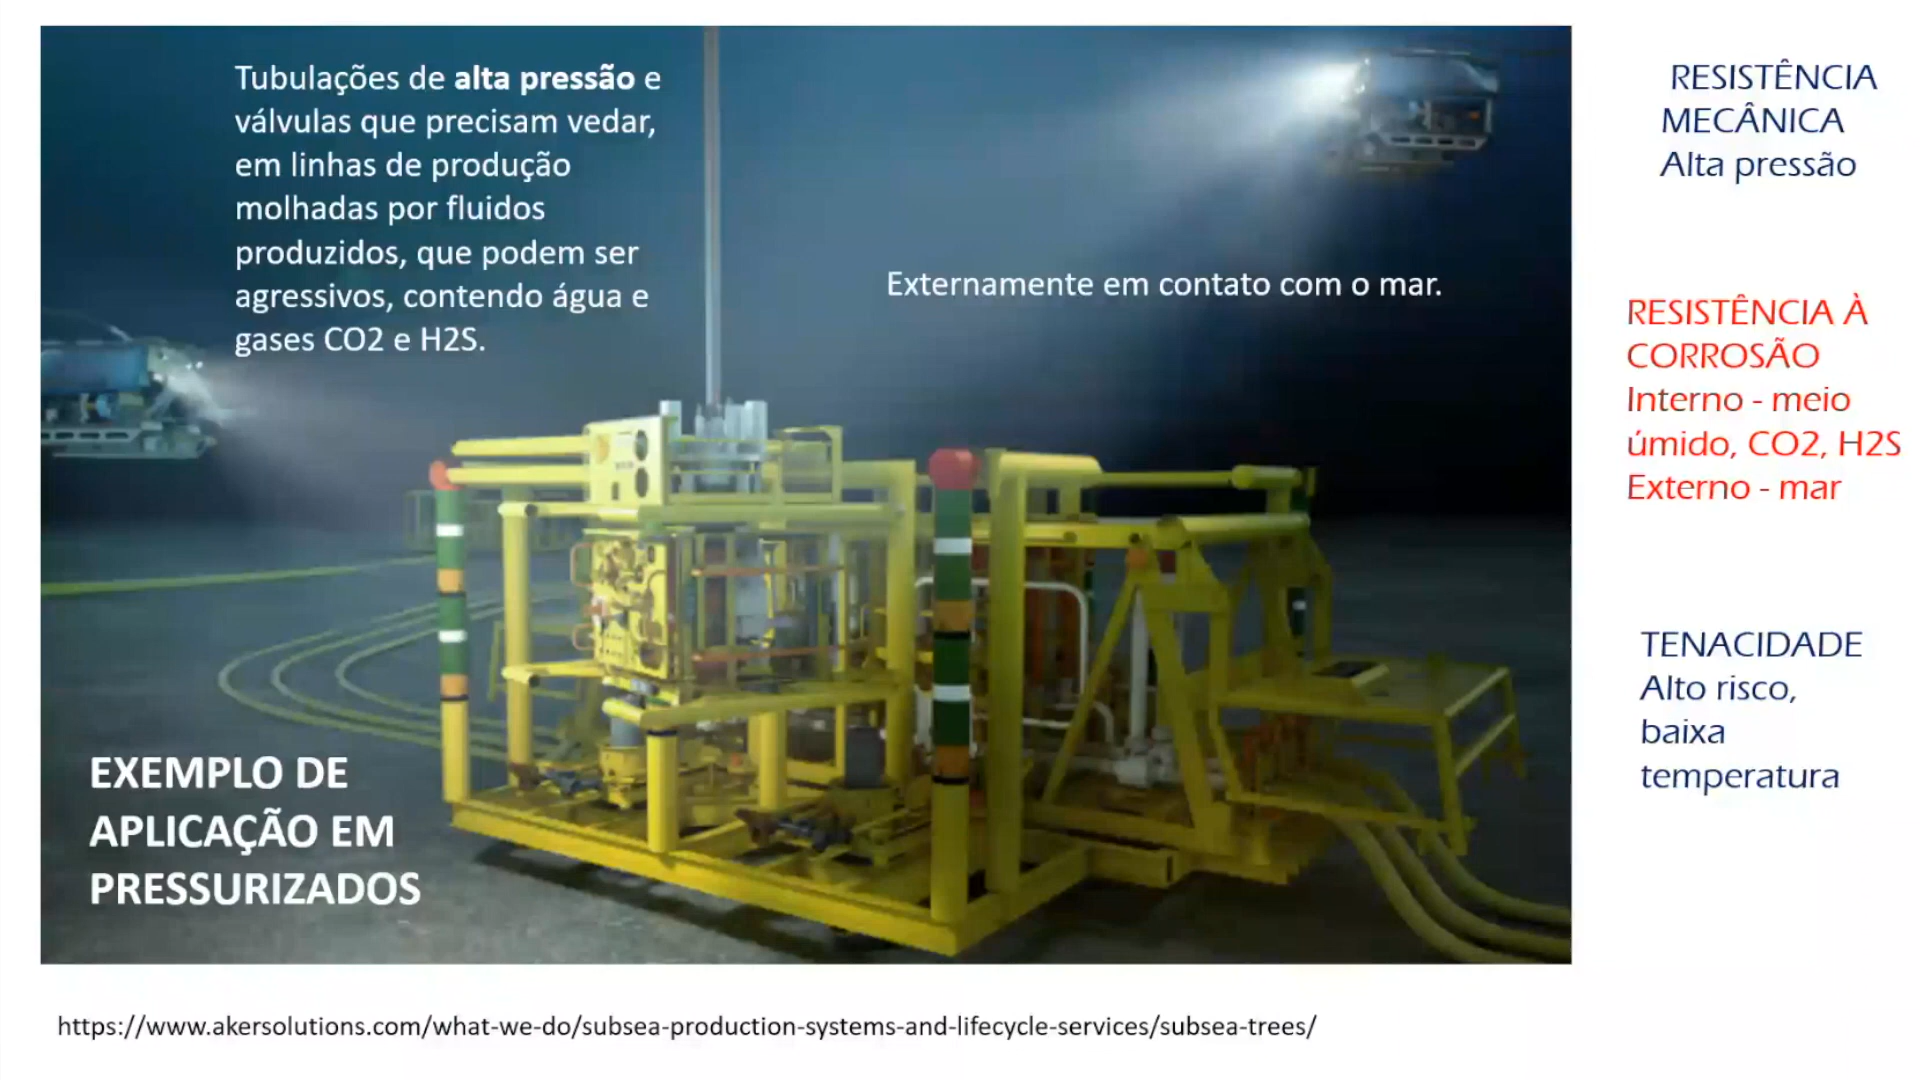 Tubulações de alta pressão e
válvulas que precisam vedar,
em linhas de produção
molhadas por fluidos
produzidos, que podem ser
agressivos, contendo água e
gases CO2 e H2S.
Externamente em contato com o mar.
EXEMPLO DE
APLICAÇÃO EM
PRESSURIZADOS
RESISTÊNCIA
MECÂNICA
Alta pressão
RESISTÊNCIA À
CORROSÃO
Interno - meio
úmido, CO2, H2S
Externo - mar
TENACIDADE
Alto risco,
baixa
temperatura
https://www.akersolutions.com/what-we-do/subsea-production-systems-and-lifecycle-services/subsea-trees/